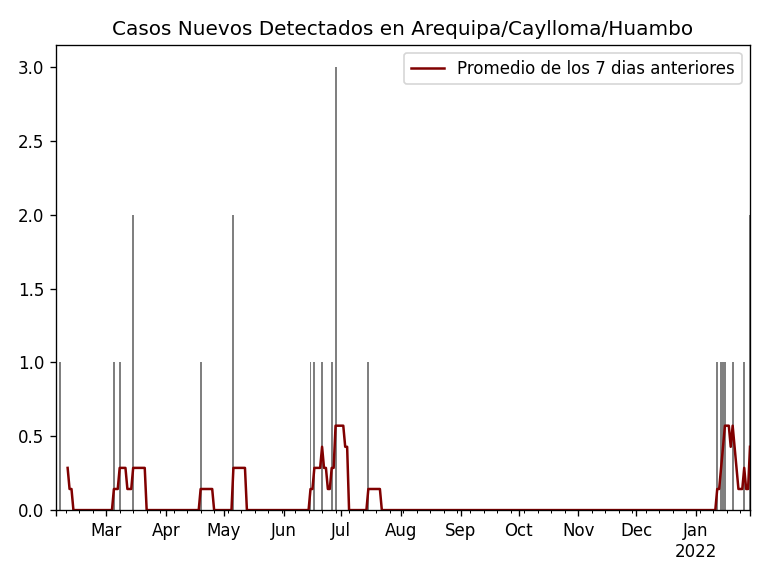 Casos Nuevos Detectados en Arequipa/Caylloma/Huambo
Promedio de los 7 dias anteriores
3.0
2.5
2.0
1.5
1.0
0.5
0.0
Mar Apr May Jun Jul Aug Sep Oct Nov Dec Jan
2022